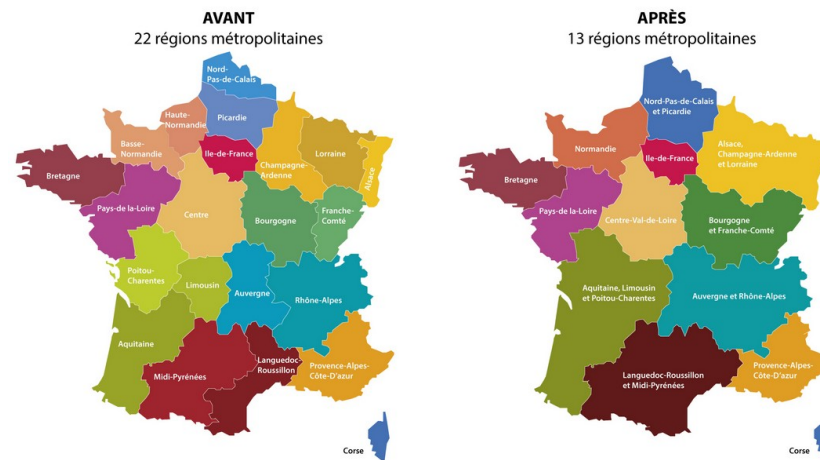 AVANT
22 régions métropolitaines
Nord-
Pas-de-Calais
Haute-
Normandie
Picardie
Basse-
Normandie
Ile-de-France
Champagne-
Ardenne
Lorraine
Alsace
Bretagne
Pays-de la-Loire
Centre
Bourgogne
Franche-
Comté
Poitou-
Charentes
Limousin
Auvergne
Rhône-Alpes
Aquitaine
Midi-Pyrénées
Languedoc-
Roussillon
Provence-Alpes-
Côte-D'azur
Corse
APRÈS
13 régions métropolitaines
Nord-Pas-de-Calais
et Picardie
Normandie
Ile-de-France
Alsace,
Champagne-Ardenne
et Lorraine
Bretagne
Pays-de la-Loire
Centre-Val-de-Loire
Bourgogne
et Franche-Comté
Aquitaine, Limousin
et Poitou-Charentes
Auvergne et Rhône-Alpes
Languedoc-Roussillon
et Midi-Pyrénées
Provence-Alpes-
Côte-D'azur
Corse